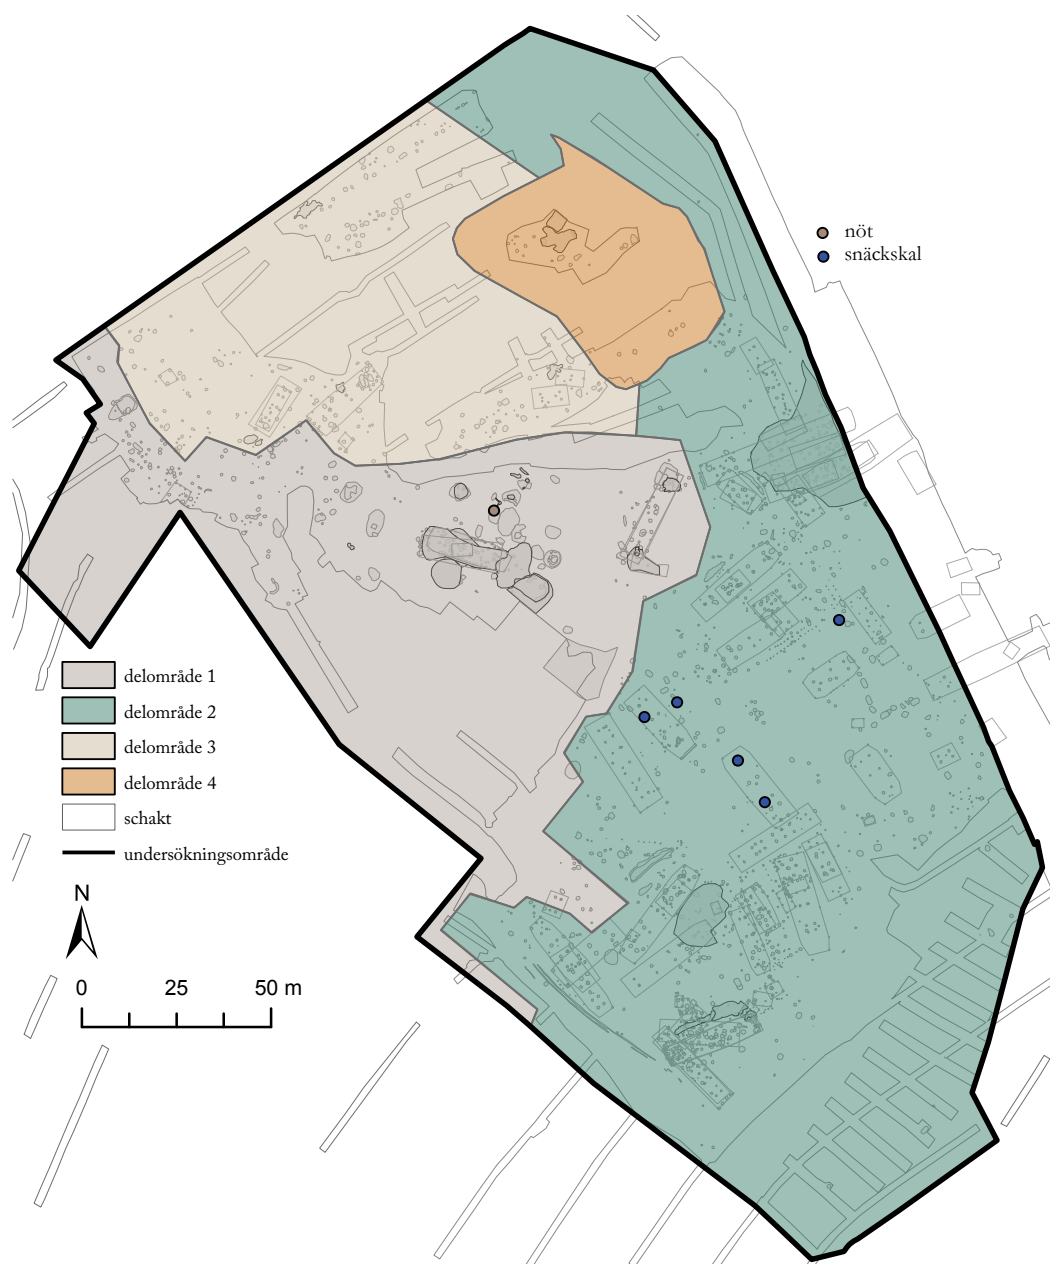 nöt
snäckskal
delområde 1
delområde 2
delområde 3
delområde 4
schakt
undersökningsområde
N
0 25 50 m